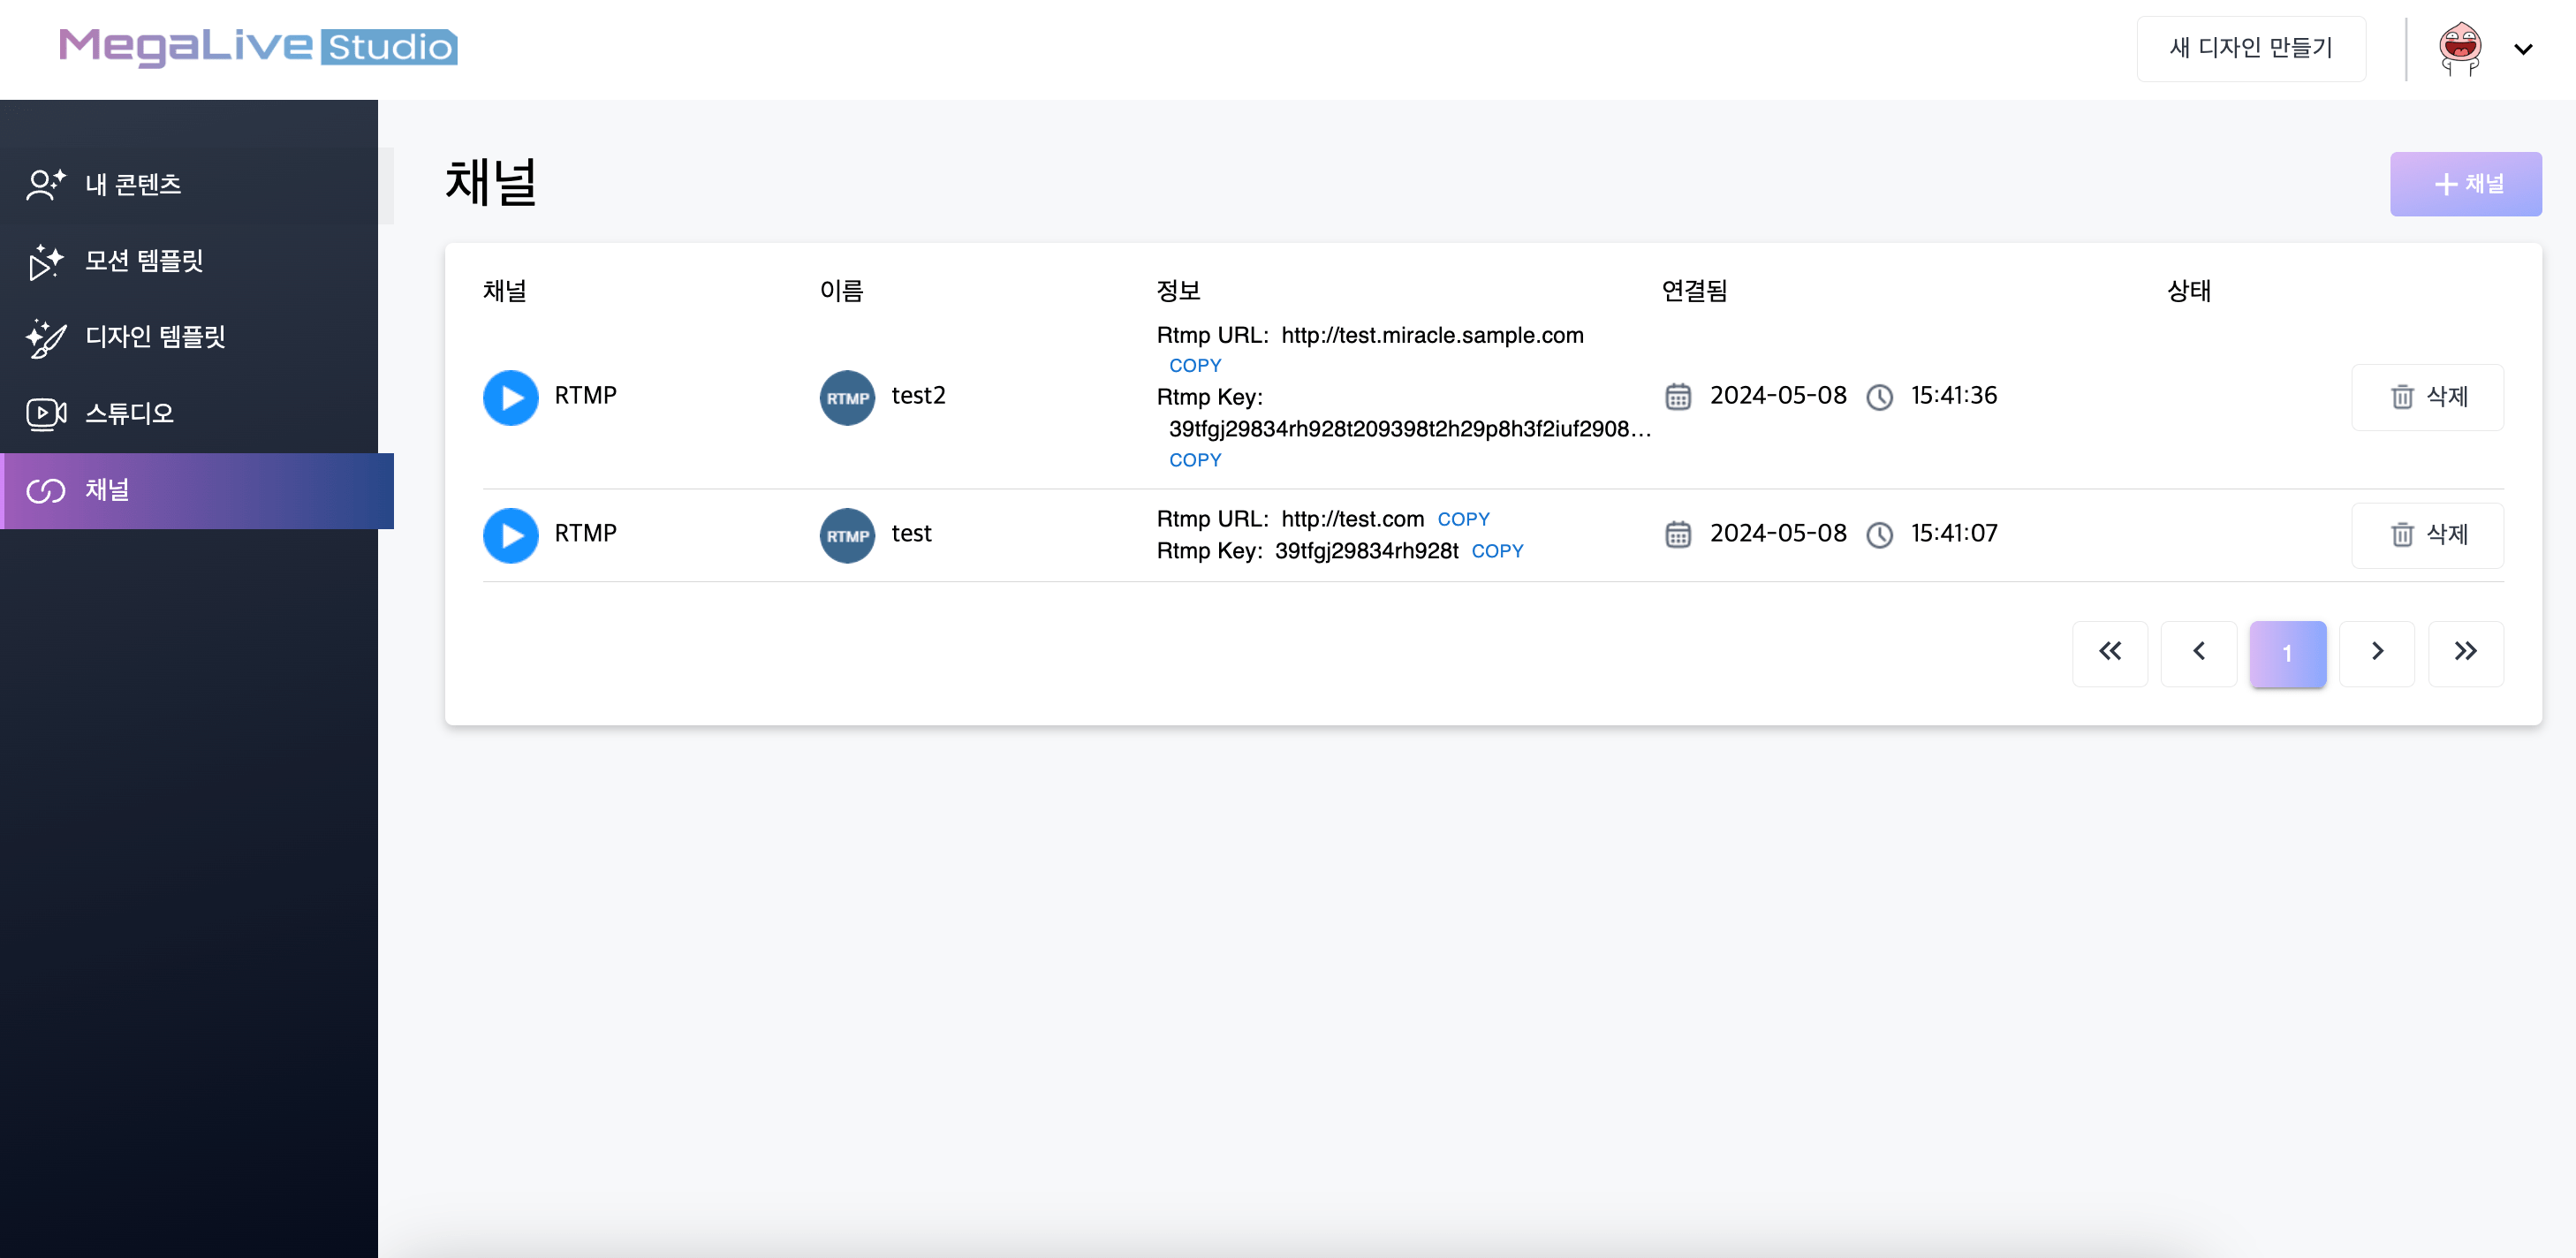 MegaLive Studio
새 디자인 만들기
내 콘텐츠
모션 템플릿
디자인 템플릿
스튜디오
채널
채널
채널
채널 이름 정보 연결됨 상태
RTMP
RTMP test2
Rtmp URL: http://test.miracle.sample.com
COPY
Rtmp Key:
39tfgj29834rh928t209398t2h29p8h3f2iuf2908...
COPY
2024-05-08 15:41:36
삭제
RTMP
RTMP test
Rtmp URL: http://test.com COPY
Rtmp Key: 39tfgj29834rh928t COPY
2024-05-08 15:41:07
삭제
1